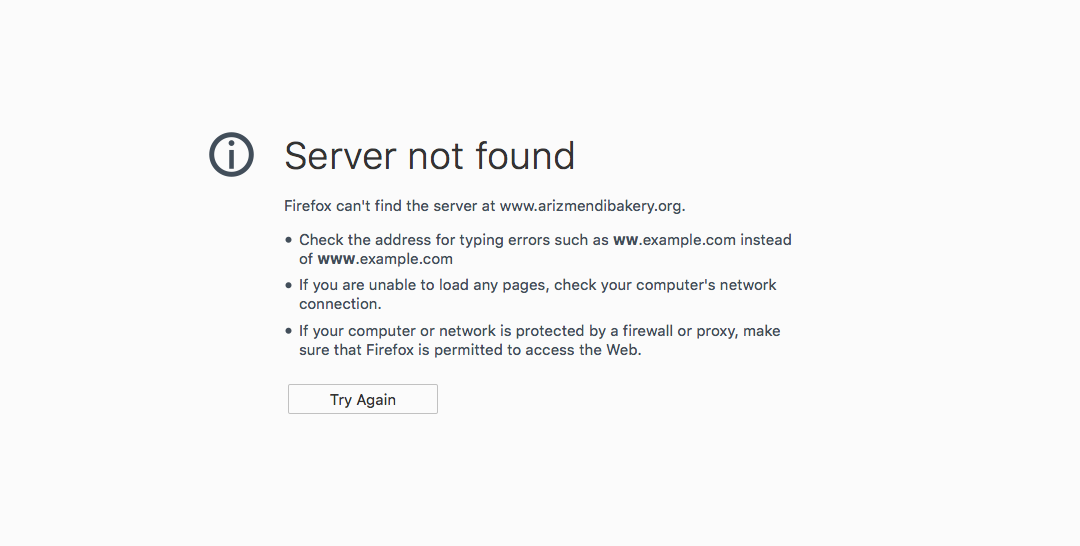 Server not found
Firefox can't find the server at www.arizmendibakery.org.
• Check the address for typing errors such as ww.example.com instead
of www.example.com
• If you are unable to load any pages, check your computer's network
connection.
• If your computer or network is protected by a firewall or proxy, make
sure that Firefox is permitted to access the Web.
Try Again